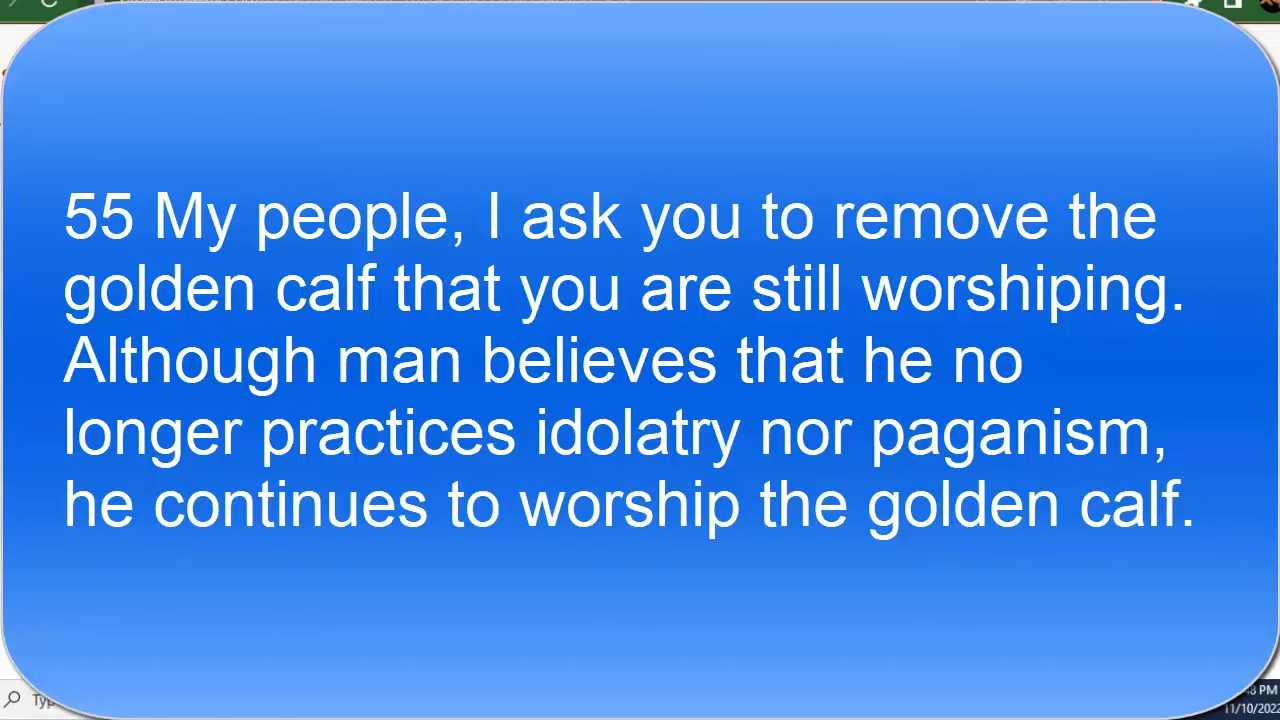 55 My people, I ask you to remove the
golden calf that you are still worshiping.
Although man believes that he no
longer practices idolatry nor paganism,
he continues to worship the golden calf.
PM